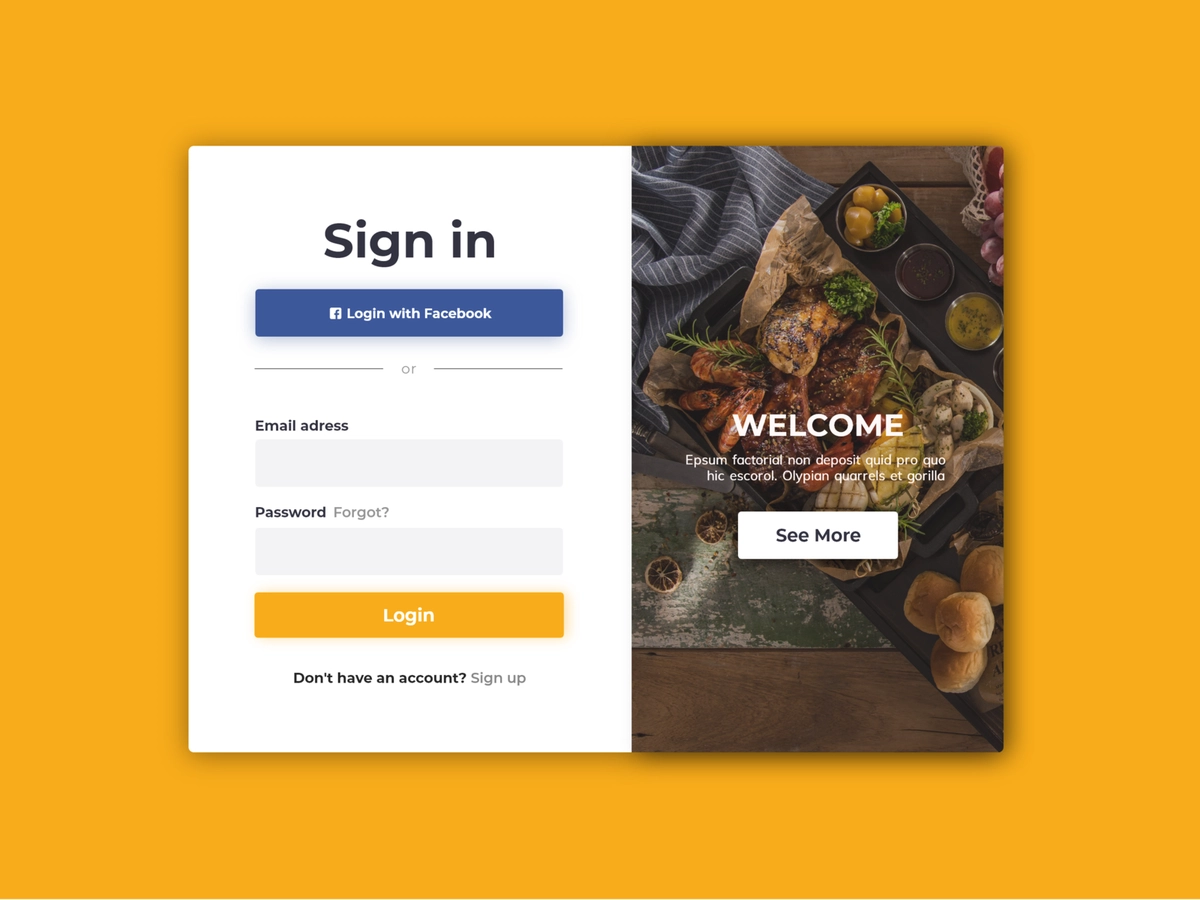 Sign in
Login with Facebook
or
Email adress
Password Forgot?
Login
Don't have an account? Sign up
WELCOME
Epsum factorial non deposit quid pro quo
hic escorol. Olypian quarrels et gorilla
See More